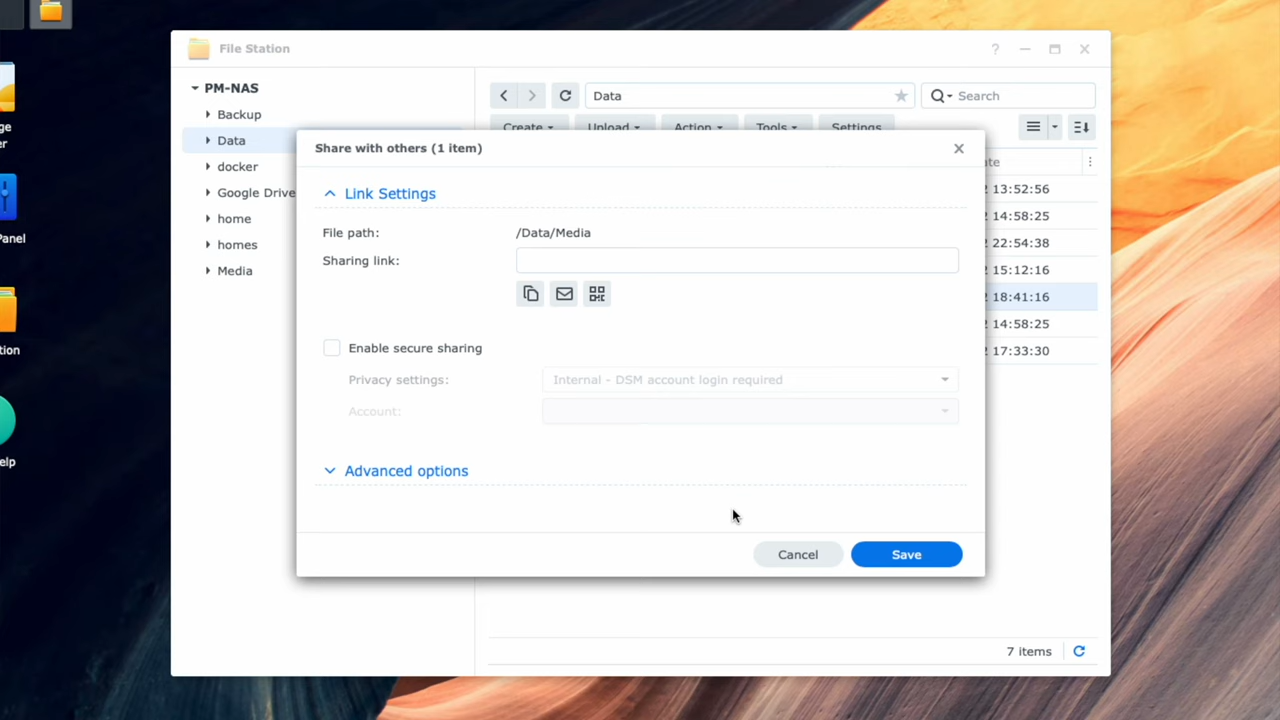 File Station
PM-NAS
Backup
Data
docker
Google Drive
home
homes
Media
Data
Search
Create
Upload
Action
Tools
Settings
13:52:56
14:58:25
22:54:38
15:12:16
18:41:16
14:58:25
17:33:30
7 items
Share with others (1 item)
Link Settings
File path: /Data/Media
Sharing link:
Enable secure sharing
Privacy settings: Internal - DSM account login required
Account:
Advanced options
Cancel Save